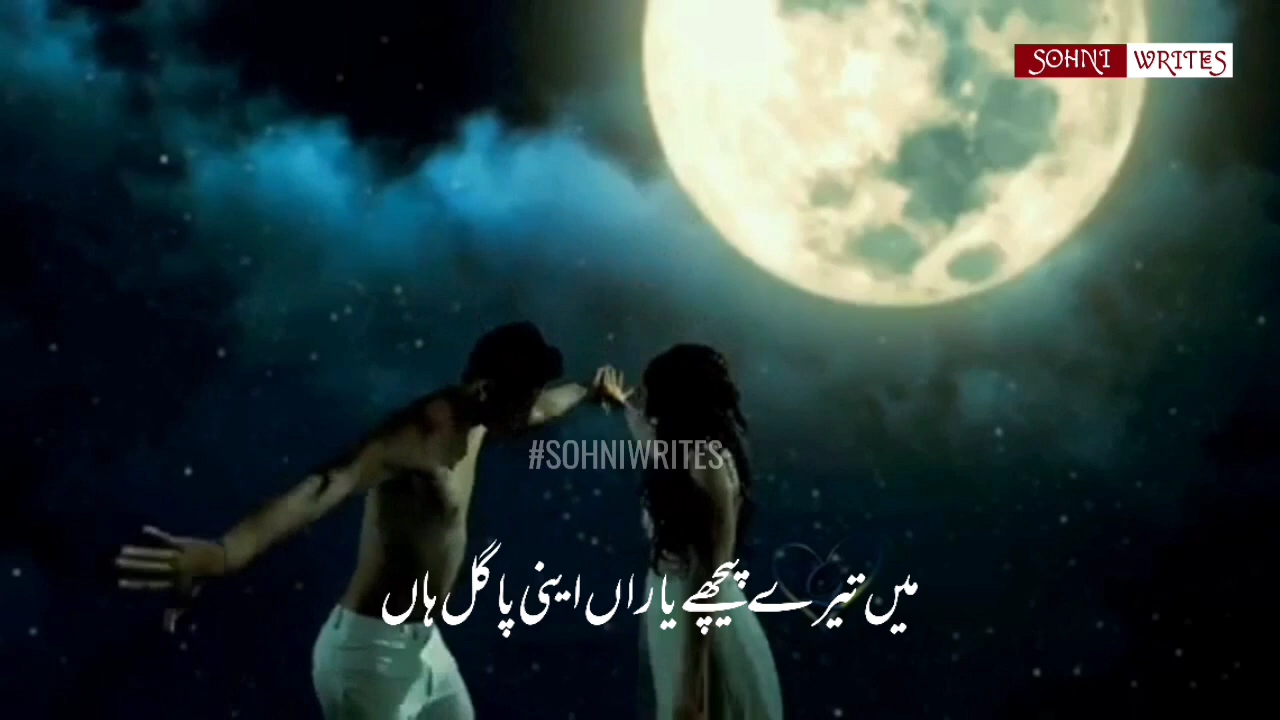 SOHNI WRITES
#SOHNIWRITES
میں تیرے پیچھے یاراں اینی پاگل ہاں